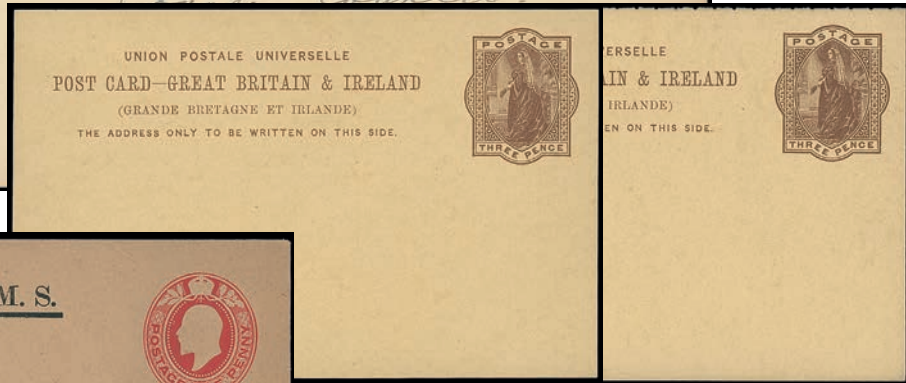 UNION POSTALE UNIVERSELLE
POST CARD—GREAT BRITAIN & IRELAND
(GRANDE BRETAGNE ET IRLANDE)
THE ADDRESS ONLY TO BE WRITTEN ON THIS SIDE.
POSTAGE
THREE PENCE
VERSELLE
AIN & IRELAND
IRLANDE)
EN ON THIS SIDE.
POSTAGE
THREE PENCE
M. S.
POSTAGE PENNY